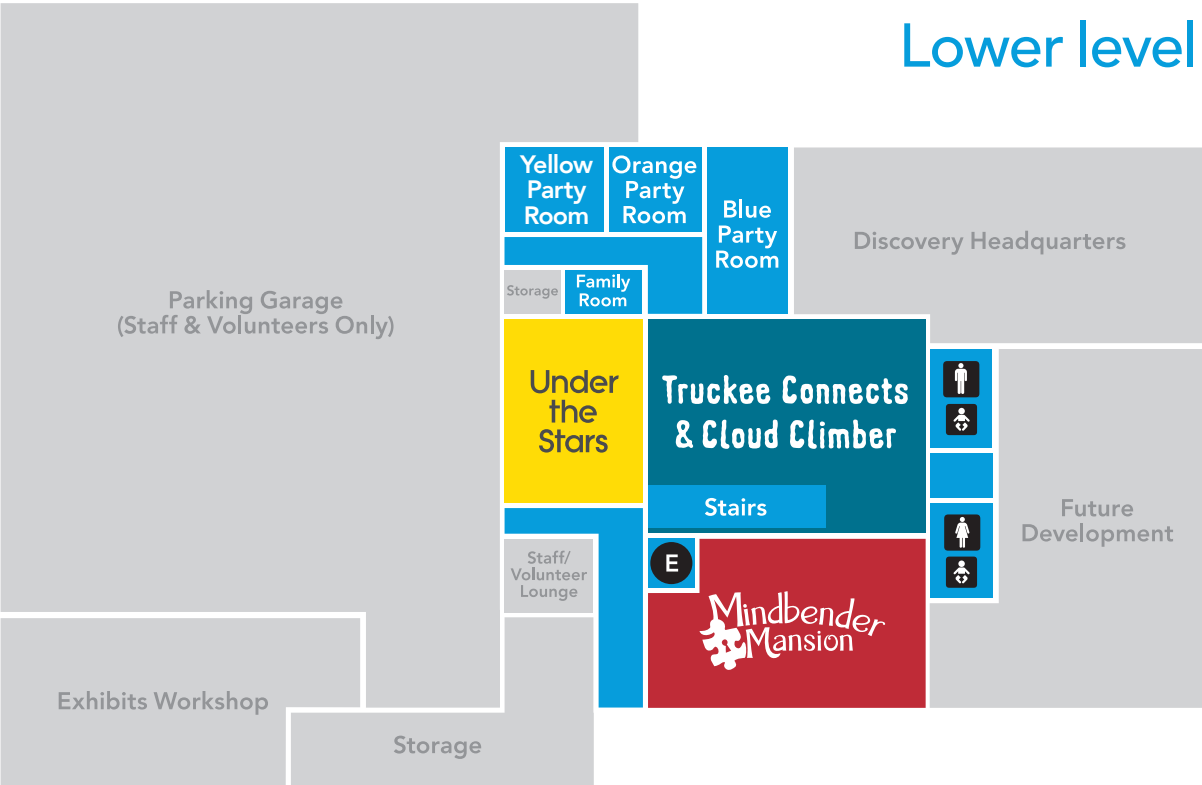 Lower level
Yellow
Party
Room
Orange
Party
Room
Blue
Party
Room
Discovery Headquarters
Parking Garage
(Staff & Volunteers Only)
Storage
Family
Room
Under
the
Stars
Truckee Connects
& Cloud Climber
Stairs
Future
Development
E
Staff/
Volunteer
Lounge
Mindbender
Mansion
Exhibits Workshop
Storage